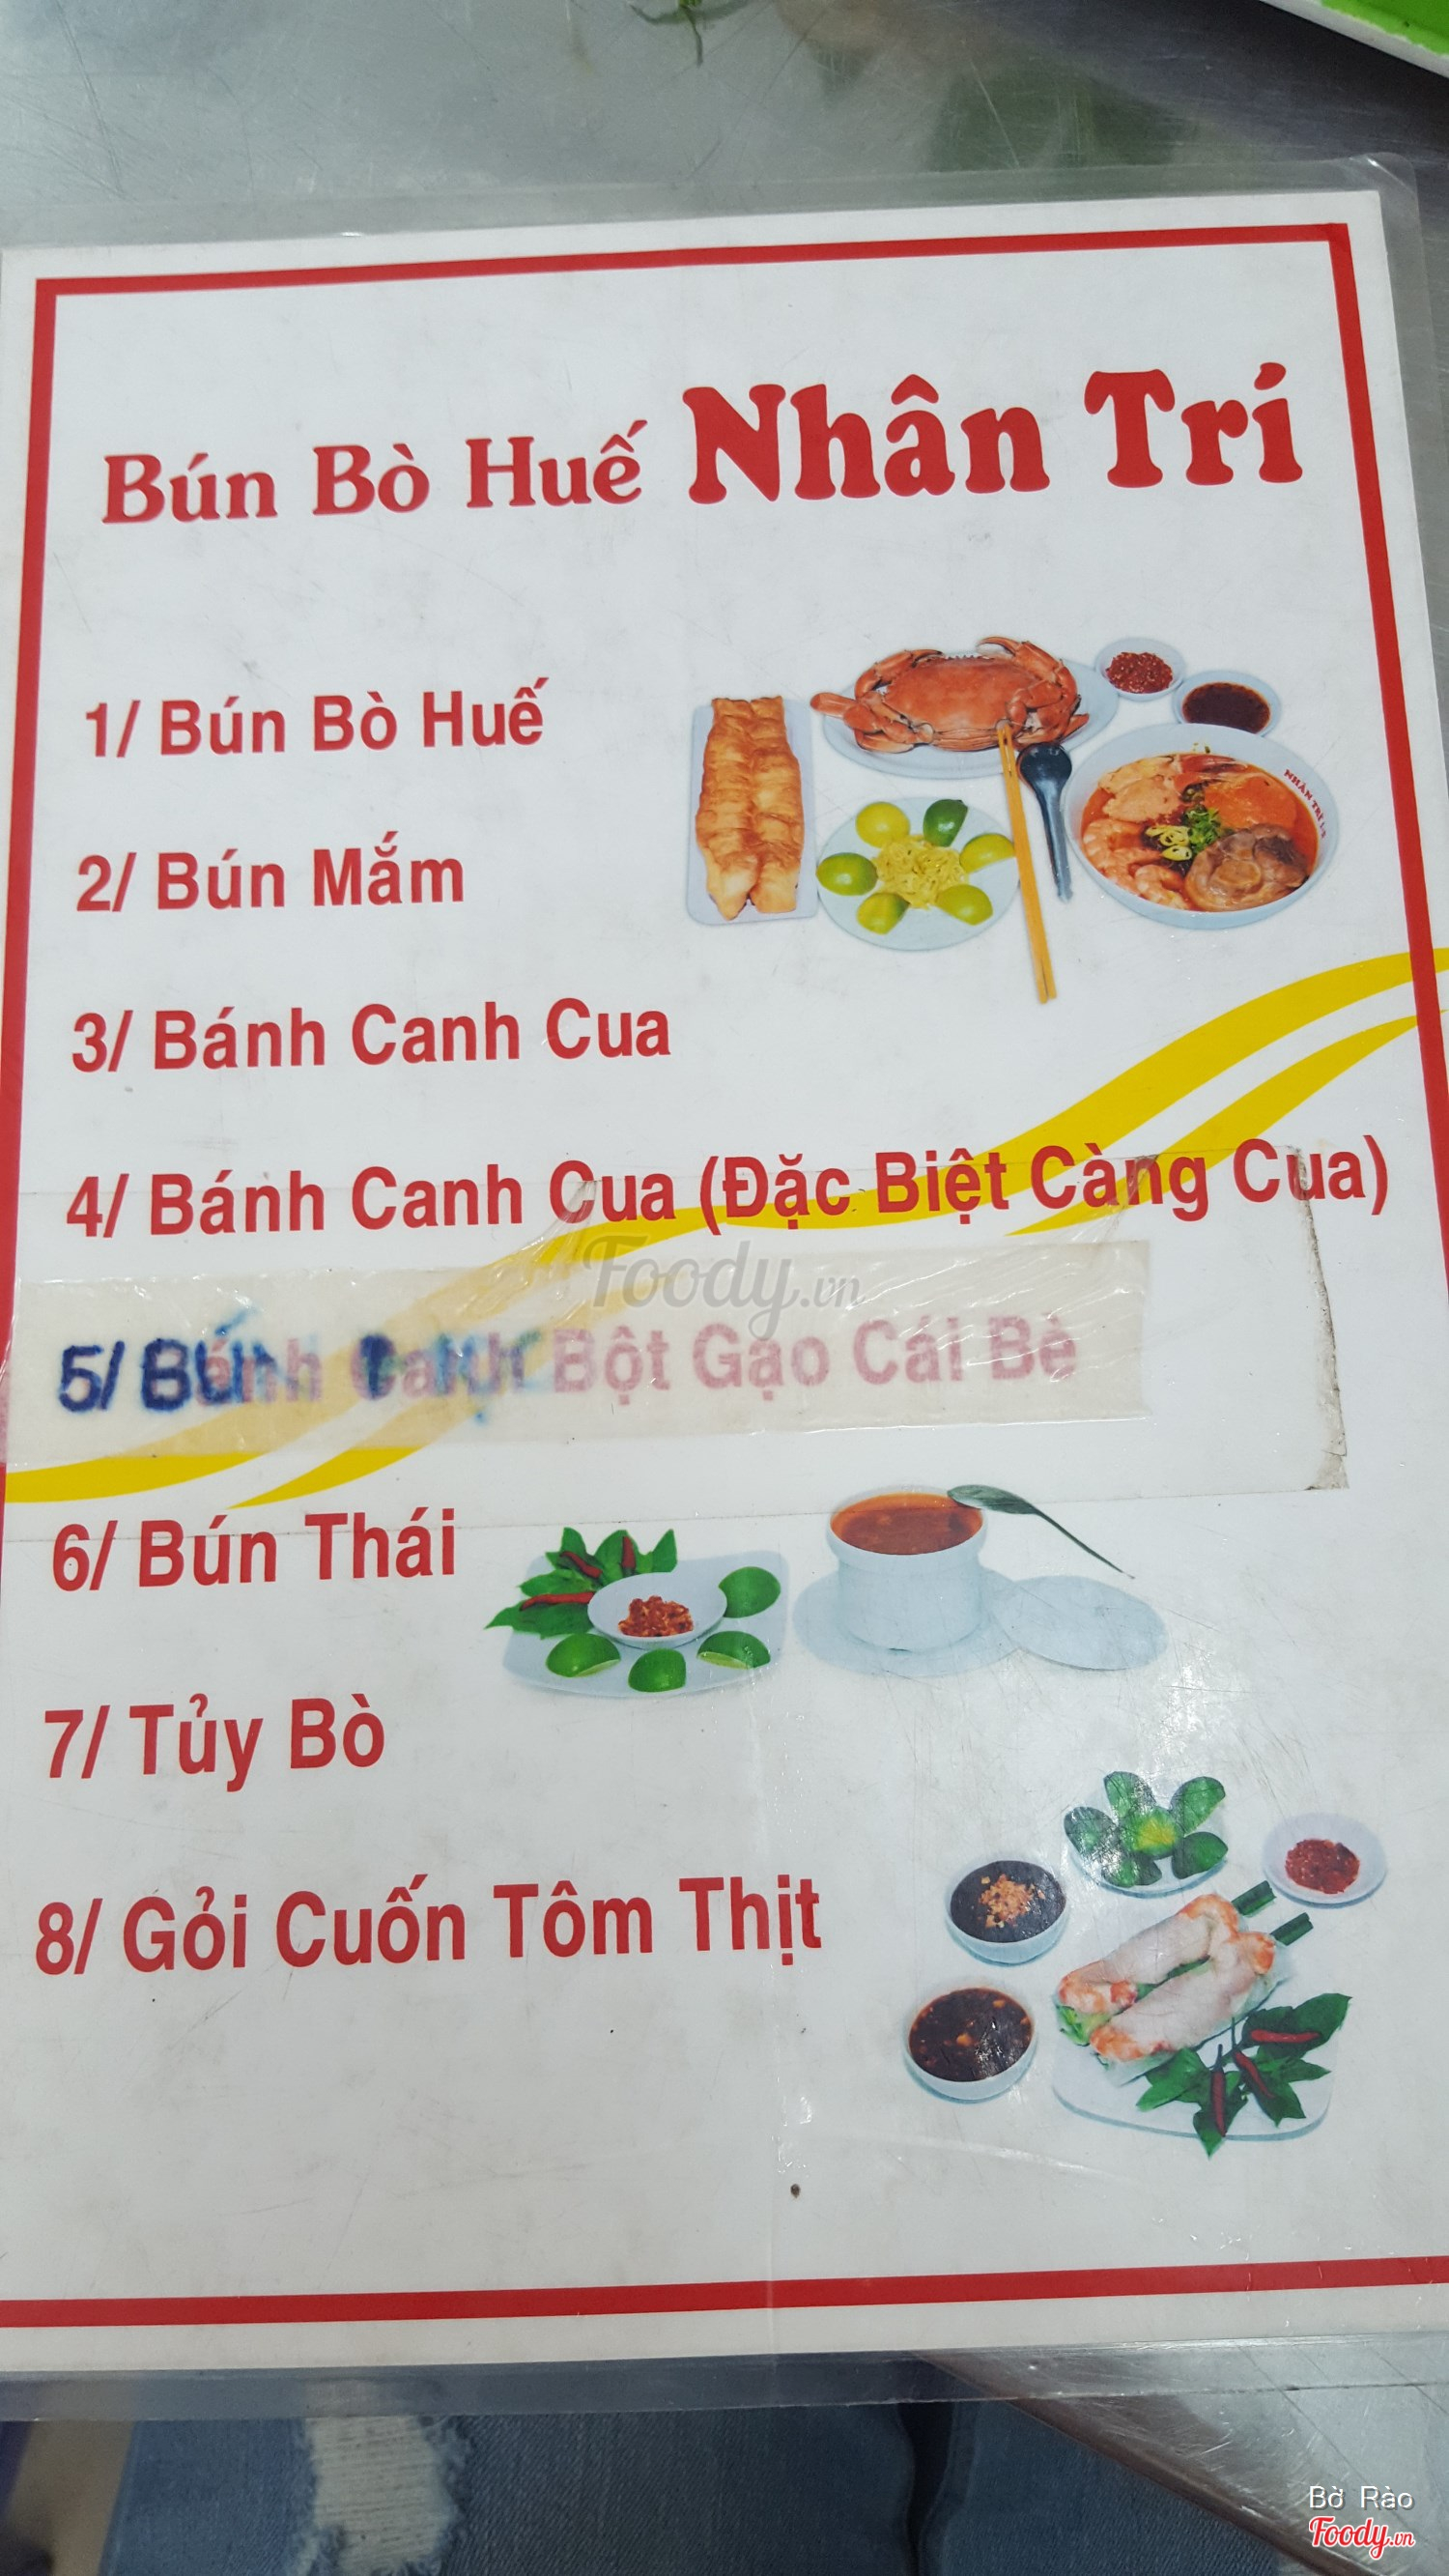 Bún Bò Huế Nhân Trí
1/ Bún Bò Huế
NHÂN TRÍ
2/ Bún Mắm
3/ Bánh Canh Cua
4/ Bánh Canh Cua (Đặc Biệt Càng Cua)
Foody.vn
5/ Bún Bột Gạo Cái Bè
6/ Bún Thái
7/ Tủy Bò
8/ Gỏi Cuốn Tôm Thịt
Bờ Rào
Foody.vn